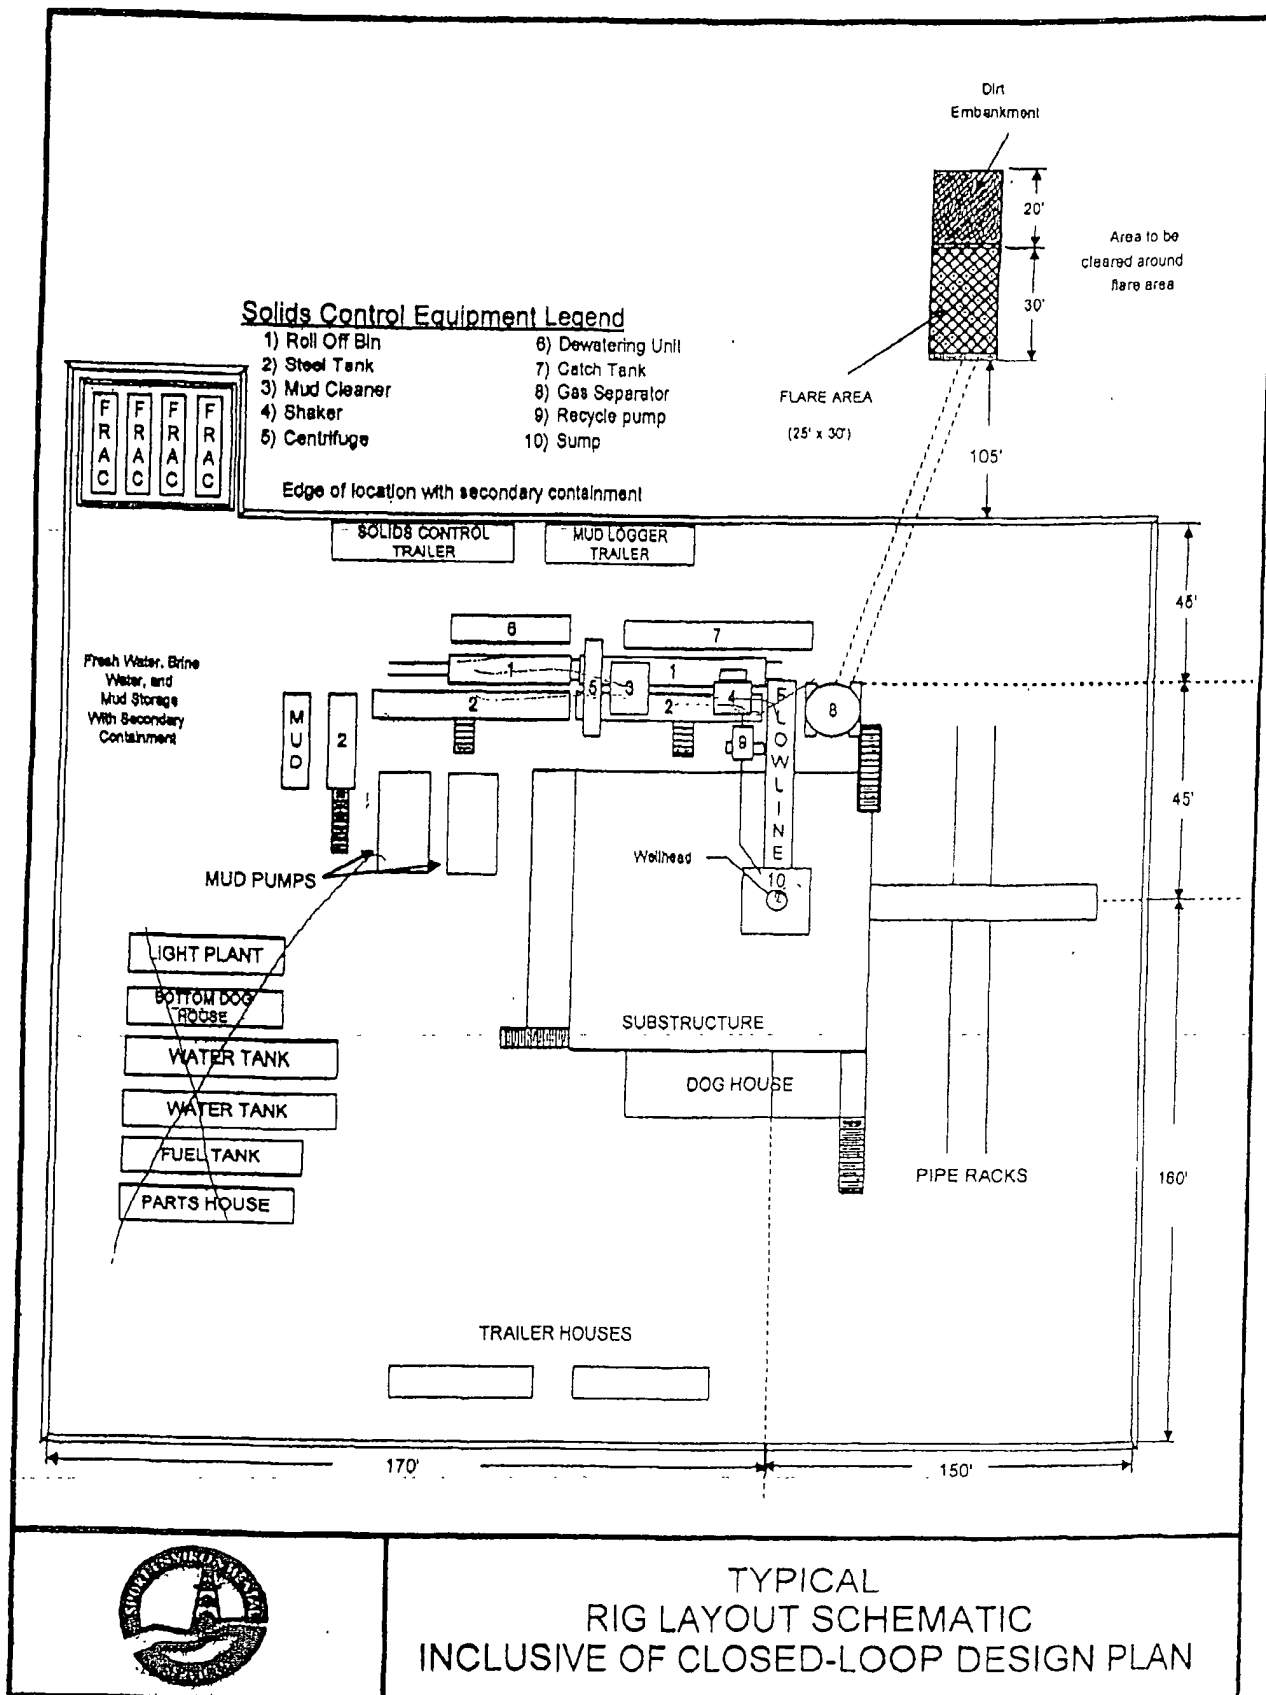 Dirt
Embankment
20'
Area to be
cleared around
flare area
30'
Solids Control Equipment Legend
1) Roll Off Bin
2) Steel Tank
3) Mud Cleaner
4) Shaker
5) Centrifuge
6) Dewatering Unit
7) Catch Tank
8) Gas Separator
9) Recycle pump
10) Sump
FLARE AREA
(25' x 30')
105'
FRAC
FRAC
FRAC
FRAC
Edge of location with secondary containment
SOLIDS CONTROL
TRAILER
MUD LOGGER
TRAILER
45'
6
7
1
1
5
3
4
2
2
8
9
Fresh Water, Brine
Water, and
Mud Storage
With Secondary
Containment
MUD
2
FLOWLINE
45'
Wellhead
10
MUD PUMPS
LIGHT PLANT
BOTTOM DOG
HOUSE
WATER TANK
WATER TANK
FUEL TANK
PARTS HOUSE
SUBSTRUCTURE
DOG HOUSE
PIPE RACKS
160'
TRAILER HOUSES
170'
150'
TYPICAL
RIG LAYOUT SCHEMATIC
INCLUSIVE OF CLOSED-LOOP DESIGN PLAN